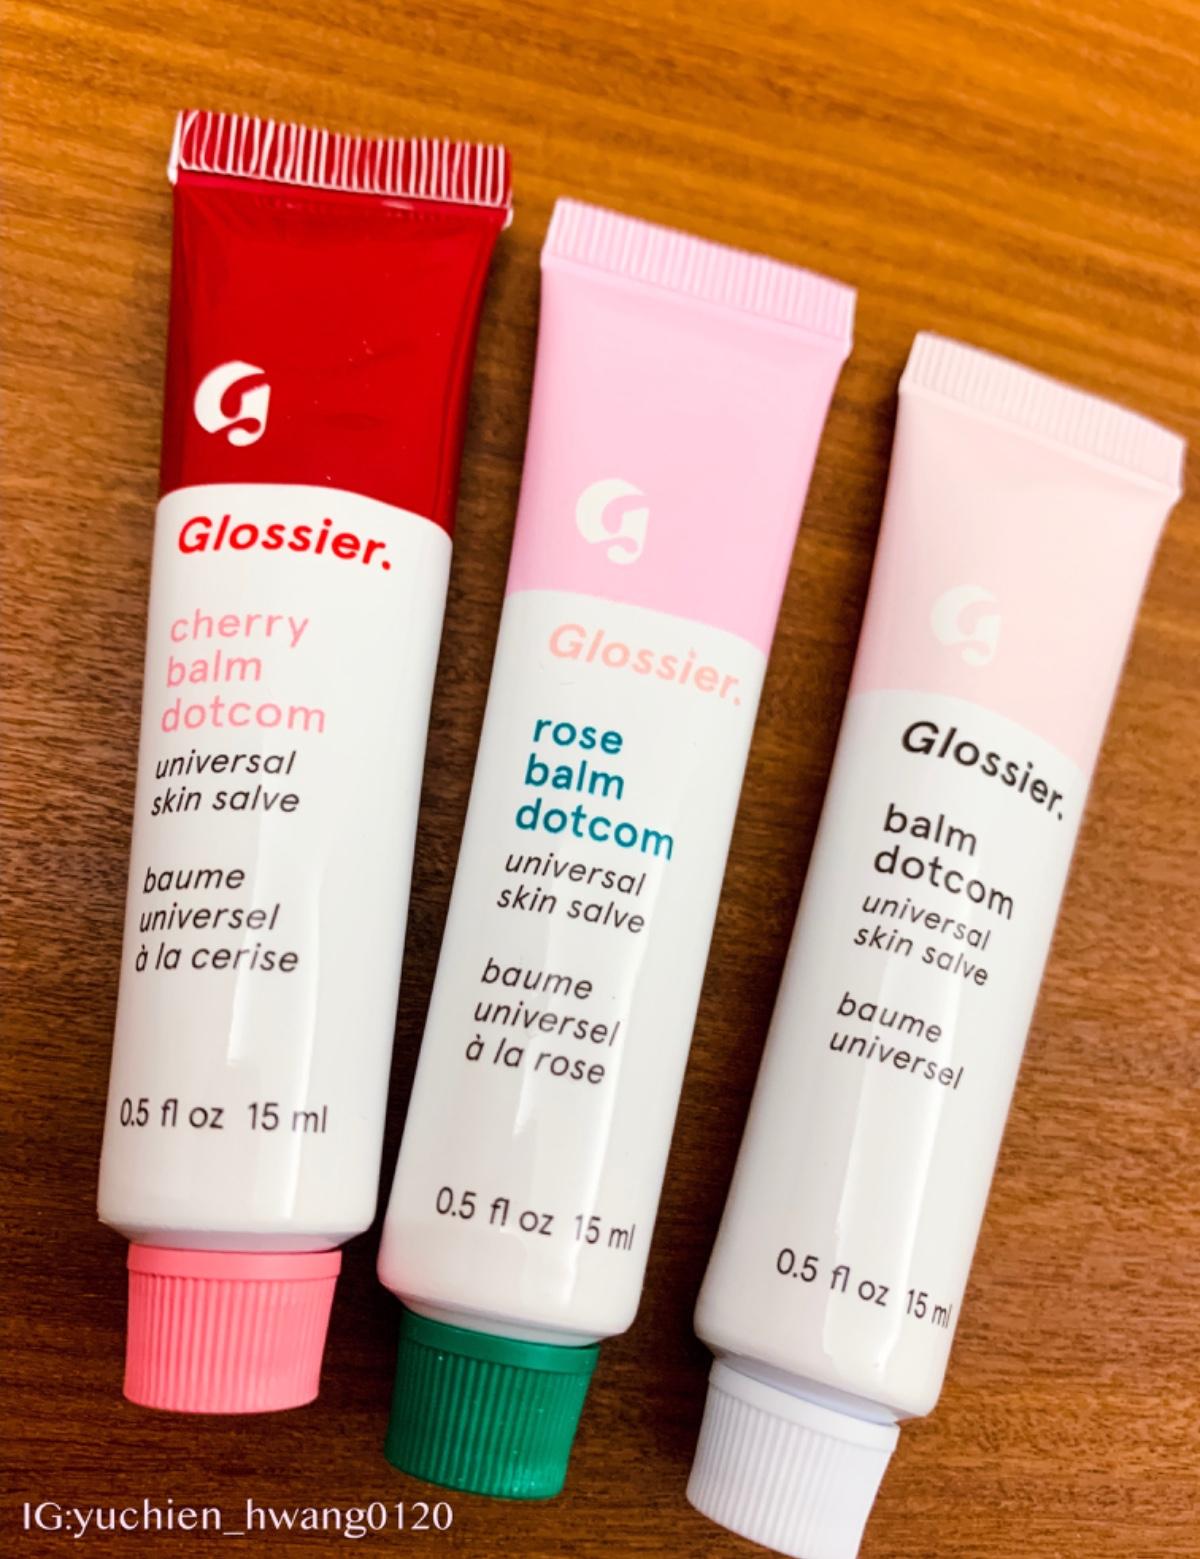 Glossier.
cherry
balm
dotcom
universal
skin salve
baume
universel
à la cerise
0.5 fl oz 15 ml
Glossier.
rose
balm
dotcom
universal
skin salve
baume
universel
à la rose
0.5 fl oz 15 ml
Glossier.
balm
dotcom
universal
skin salve
baume
universel
0.5 fl oz 15 ml
IG:yuchien_hwang0120